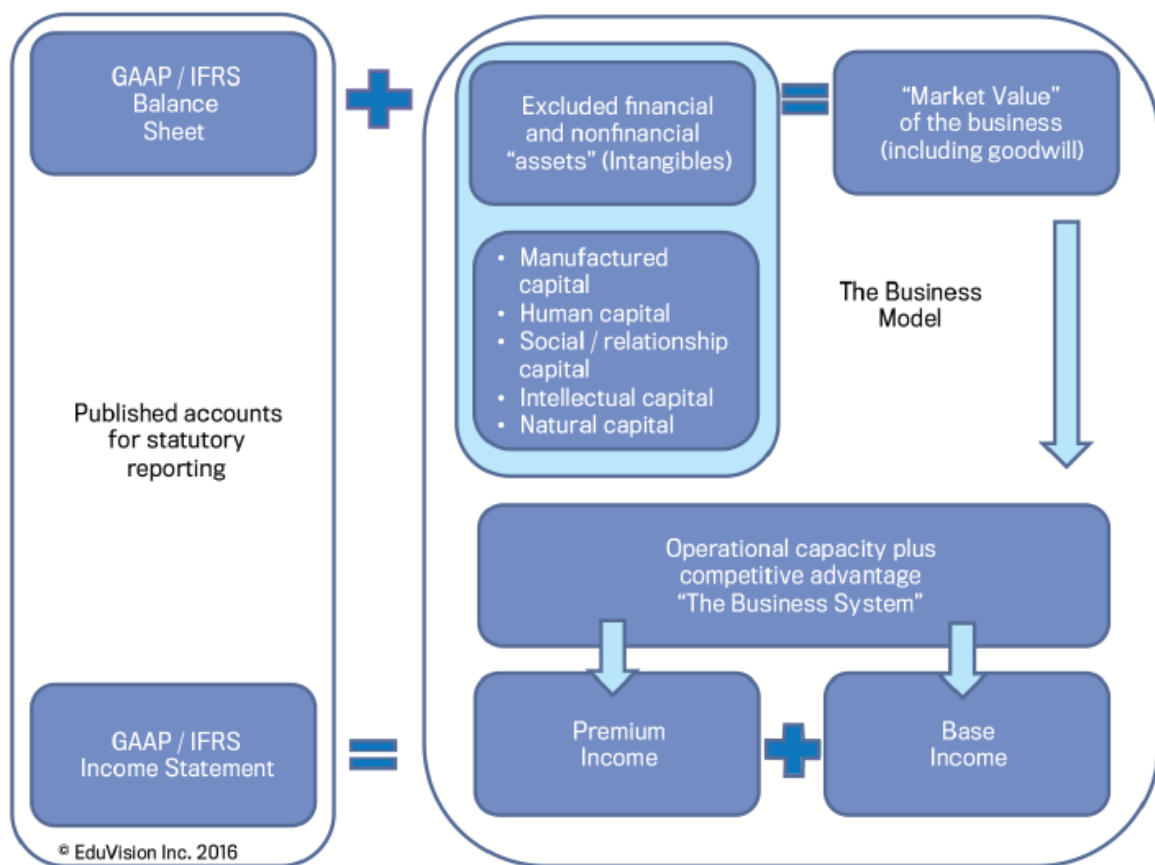 GAAP / IFRS
Balance
Sheet
Excluded financial
and nonfinancial
“assets” (Intangibles)
“Market Value”
of the business
(including goodwill)
• Manufactured
capital
• Human capital
• Social / relationship
capital
• Intellectual capital
• Natural capital
The Business
Model
Published accounts
for statutory
reporting
Operational capacity plus
competitive advantage
“The Business System”
GAAP / IFRS
Income Statement
Premium
Income
Base
Income
© EduVision Inc. 2016